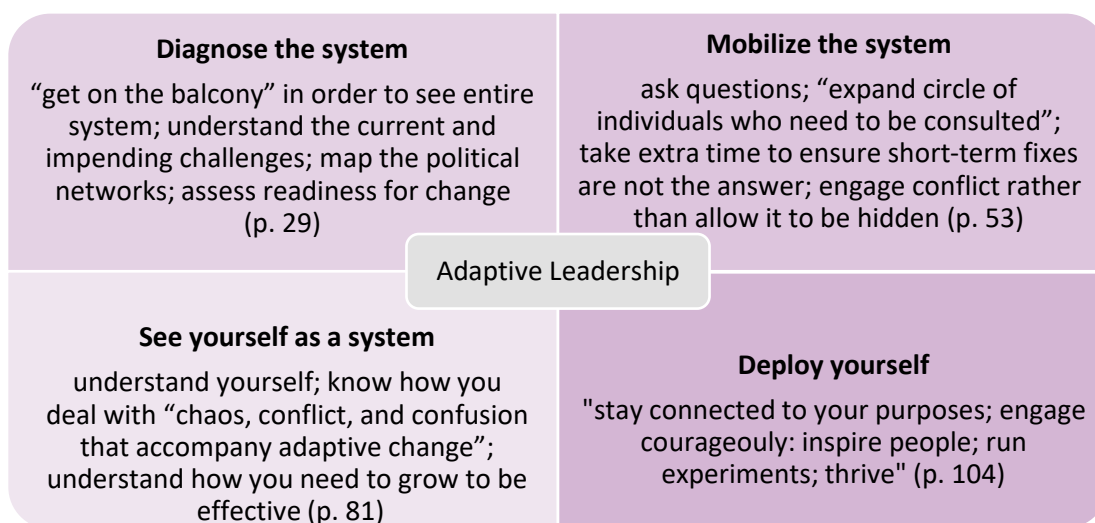 Diagnose the system
“get on the balcony” in order to see entire
system; understand the current and
impending challenges; map the political
networks; assess readiness for change
(p. 29)
Mobilize the system
ask questions; “expand circle of
individuals who need to be consulted”;
take extra time to ensure short-term fixes
are not the answer; engage conflict rather
than allow it to be hidden (p. 53)
Adaptive Leadership
See yourself as a system
understand yourself; know how you
deal with “chaos, conflict, and confusion
that accompany adaptive change”;
understand how you need to grow to be
effective (p. 81)
Deploy yourself
"stay connected to your purposes; engage
courageouly: inspire people; run
experiments; thrive" (p. 104)